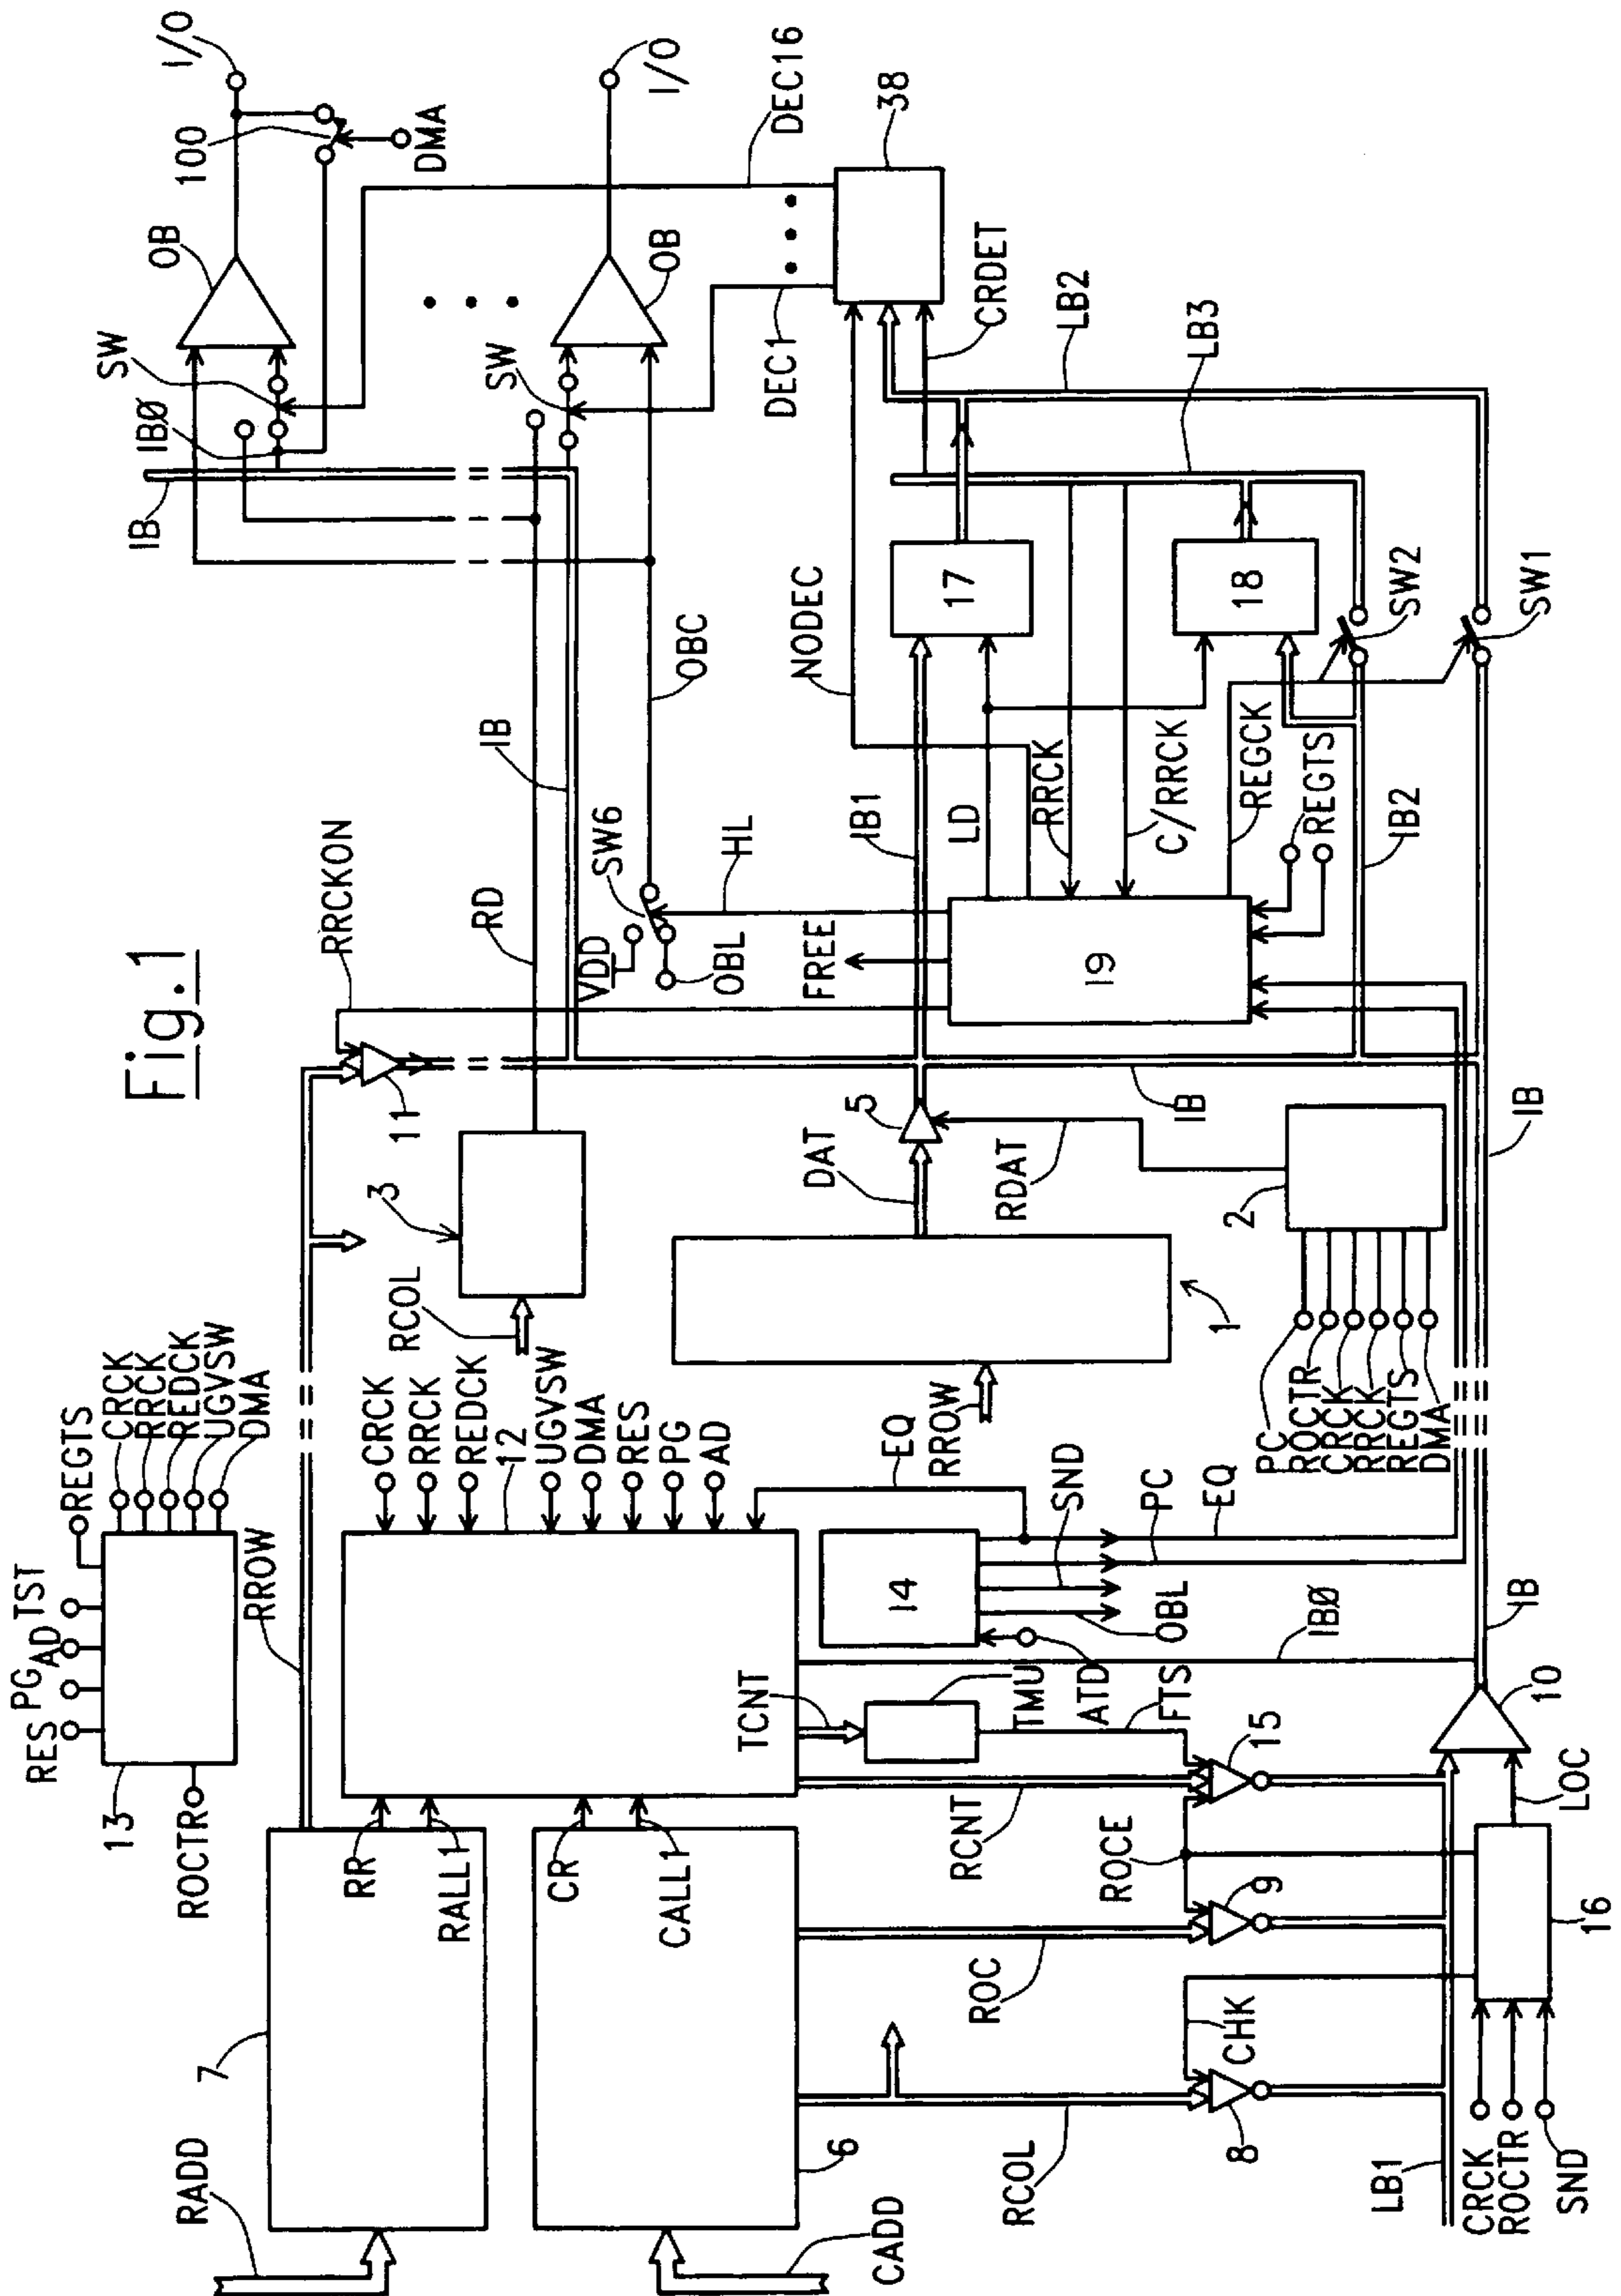 Fig. 1
RADD
7
RR
RALL1
RES
PG
AD
TST
REGTS
13
ROCTR
CRCK
RRCK
REDCK
UGVSW
DMA
RROW
11
RRCKON
CADD
6
CR
CALL1
CRCK
RRCK
REDCK
12
UGVSW
DMA
RES
PG
AD
EQ
RCOL
3
RD
IB
IB
IBØ
SW
OB
100
I/O
DMA
SW
OB
I/O
VDD
SW6
OBL
OBC
HL
FREE
DEC1
DEC16
38
NODEC
CRDET
RROW
1
DAT
5
RDAT
IB1
LD
17
RRCK
C/RRCK
REGCK
REGTS
19
18
LB2
LB3
SW2
SW1
IB2
IB
IB
2
PC
ROCTR
CRCK
RRCK
REGTS
DMA
14
SND
PC
EQ
OBL
ATD
IBØ
TCNT
TMU
FTS
RCNT
15
ROCE
ROC
9
CHK
RCOL
8
LB1
10
IB
LOC
16
CRCK
ROCTR
SND